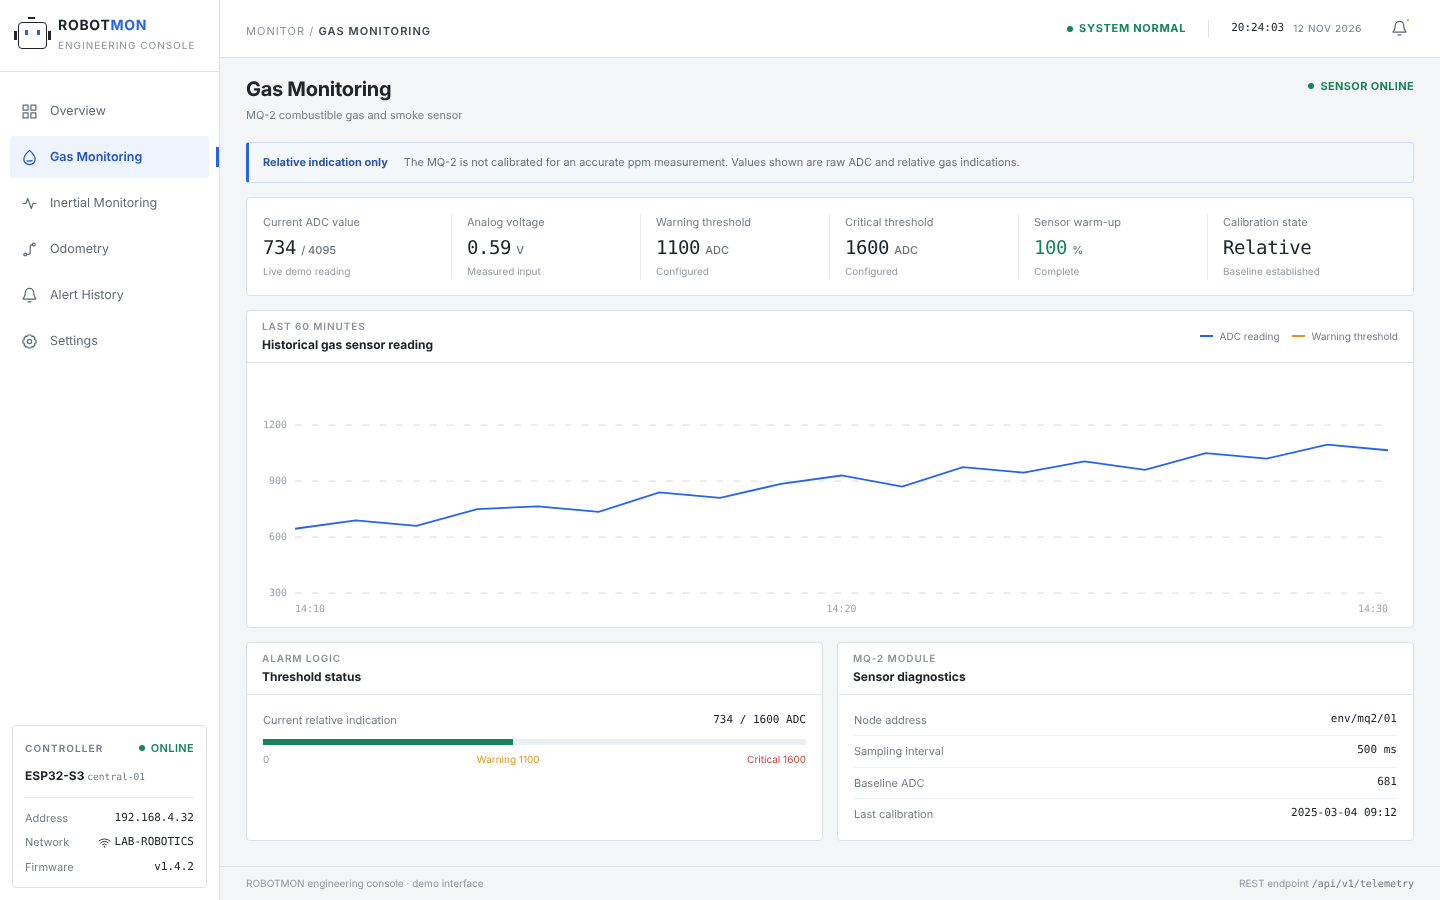 ROBOTMON
ENGINEERING CONSOLE
Overview
Gas Monitoring
Inertial Monitoring
Odometry
Alert History
Settings
CONTROLLER ONLINE
ESP32-S3 central-01
Address 192.168.4.32
Network LAB-ROBOTICS
Firmware v1.4.2
MONITOR / GAS MONITORING
SYSTEM NORMAL
20:24:03 12 NOV 2026
Gas Monitoring
SENSOR ONLINE
MQ-2 combustible gas and smoke sensor
Relative indication only The MQ-2 is not calibrated for an accurate ppm measurement. Values shown are raw ADC and relative gas indications.
Current ADC value
734 / 4095
Live demo reading
Analog voltage
0.59 V
Measured input
Warning threshold
1100 ADC
Configured
Critical threshold
1600 ADC
Configured
Sensor warm-up
100 %
Complete
Calibration state
Relative
Baseline established
LAST 60 MINUTES
Historical gas sensor reading
ADC reading Warning threshold
1200
900
600
300
14:10 14:20 14:30
ALARM LOGIC
Threshold status
Current relative indication 734 / 1600 ADC
0 Warning 1100 Critical 1600
MQ-2 MODULE
Sensor diagnostics
Node address env/mq2/01
Sampling interval 500 ms
Baseline ADC 681
Last calibration 2025-03-04 09:12
ROBOTMON engineering console · demo interface
REST endpoint /api/v1/telemetry